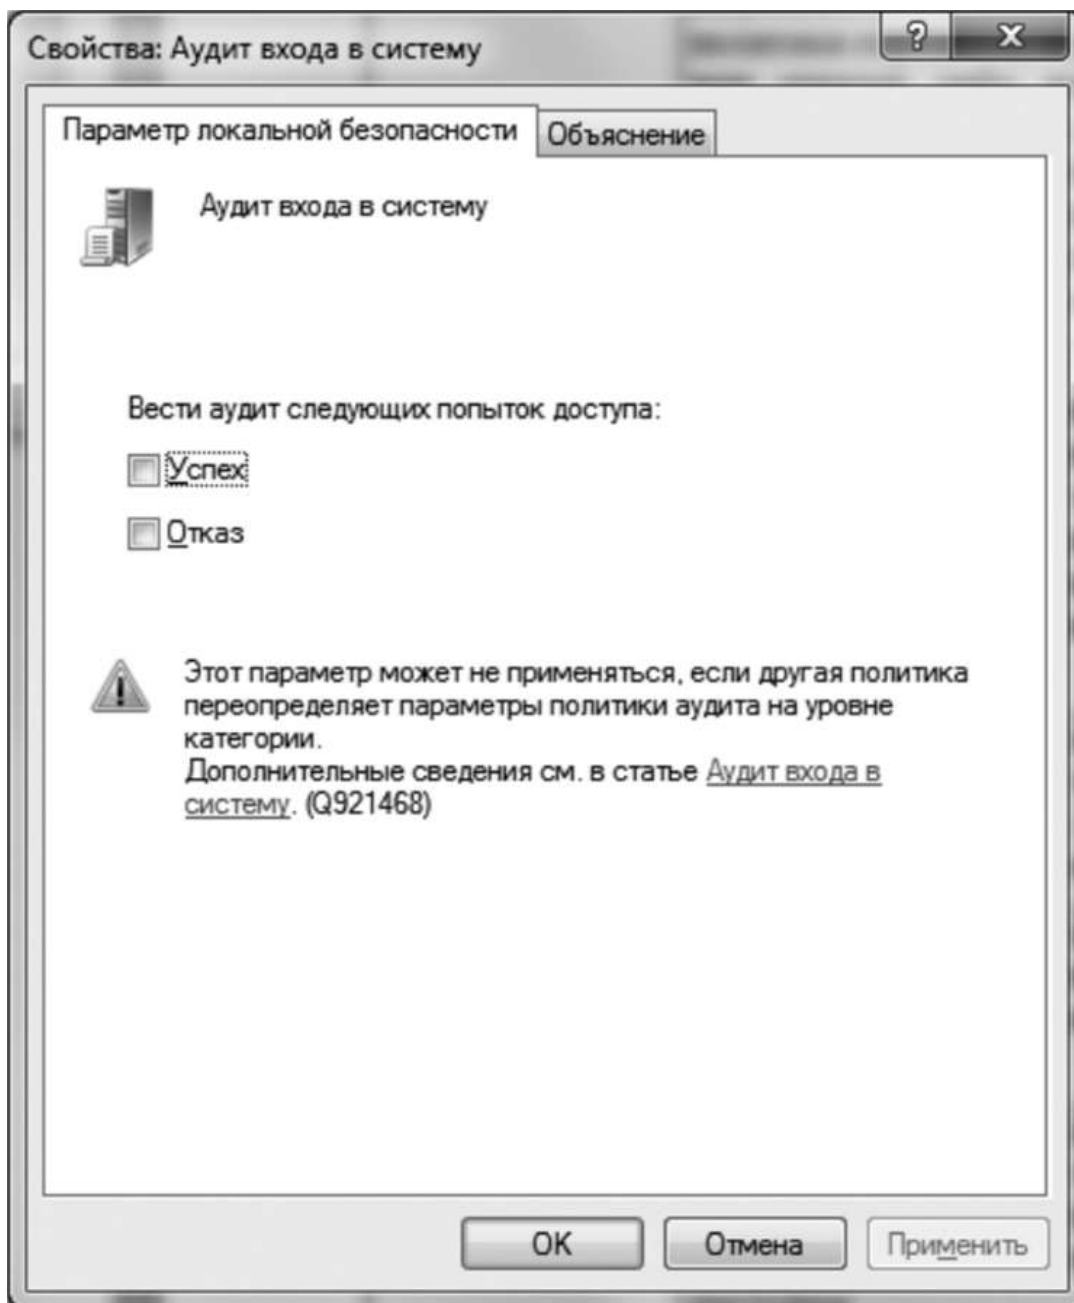 Свойства: Аудит входа в систему
?
X
Параметр локальной безопасности
Объяснение
Аудит входа в систему
Вести аудит следующих попыток доступа:
Успех
Отказ
Этот параметр может не применяться, если другая политика
переопределяет параметры политики аудита на уровне
категории.
Дополнительные сведения см. в статье Аудит входа в
систему. (Q921468)
OK
Отмена
Применить